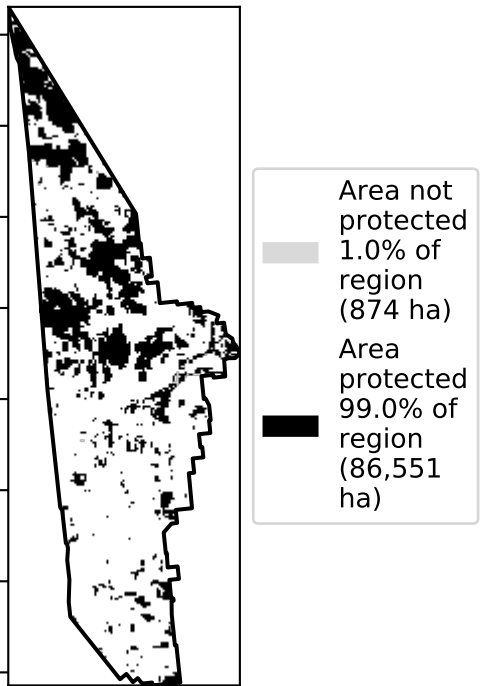 Area not
protected
1.0% of
region
(874 ha)
Area
protected
99.0% of
region
(86,551
ha)